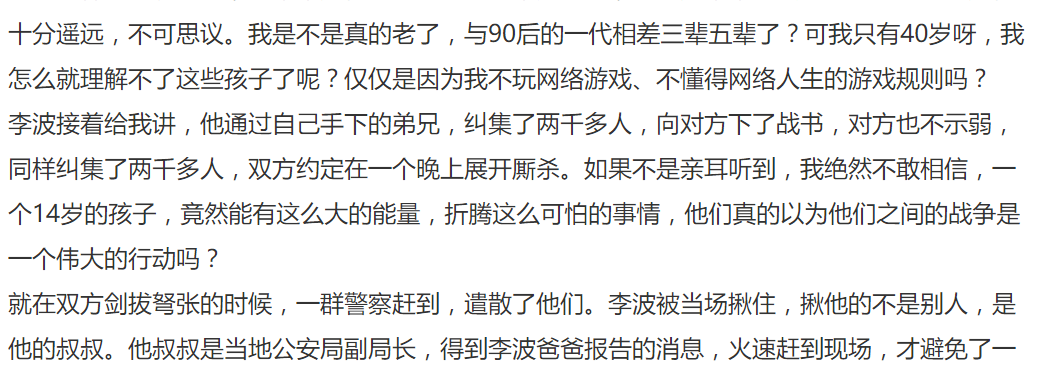 十分遥远，不可思议。我是不是真的老了，与90后的一代相差三辈五辈了？可我只有40岁呀，我
怎么就理解不了这些孩子了呢？仅仅是因为我不玩网络游戏、不懂得网络人生的游戏规则吗？
李波接着给我讲，他通过自己手下的弟兄，纠集了两千多人，向对方下了战书，对方也不示弱，
同样纠集了两千多人，双方约定在一个晚上展开厮杀。如果不是亲耳听到，我绝然不敢相信，一
个14岁的孩子，竟然能有这么大的能量，折腾这么可怕的事情，他们真的以为他们之间的战争是
一个伟大的行动吗？
就在双方剑拔弩张的时候，一群警察赶到，遣散了他们。李波被当场揪住，揪他的不是别人，是
他的叔叔。他叔叔是当地公安局副局长，得到李波爸爸报告的消息，火速赶到现场，才避免了一